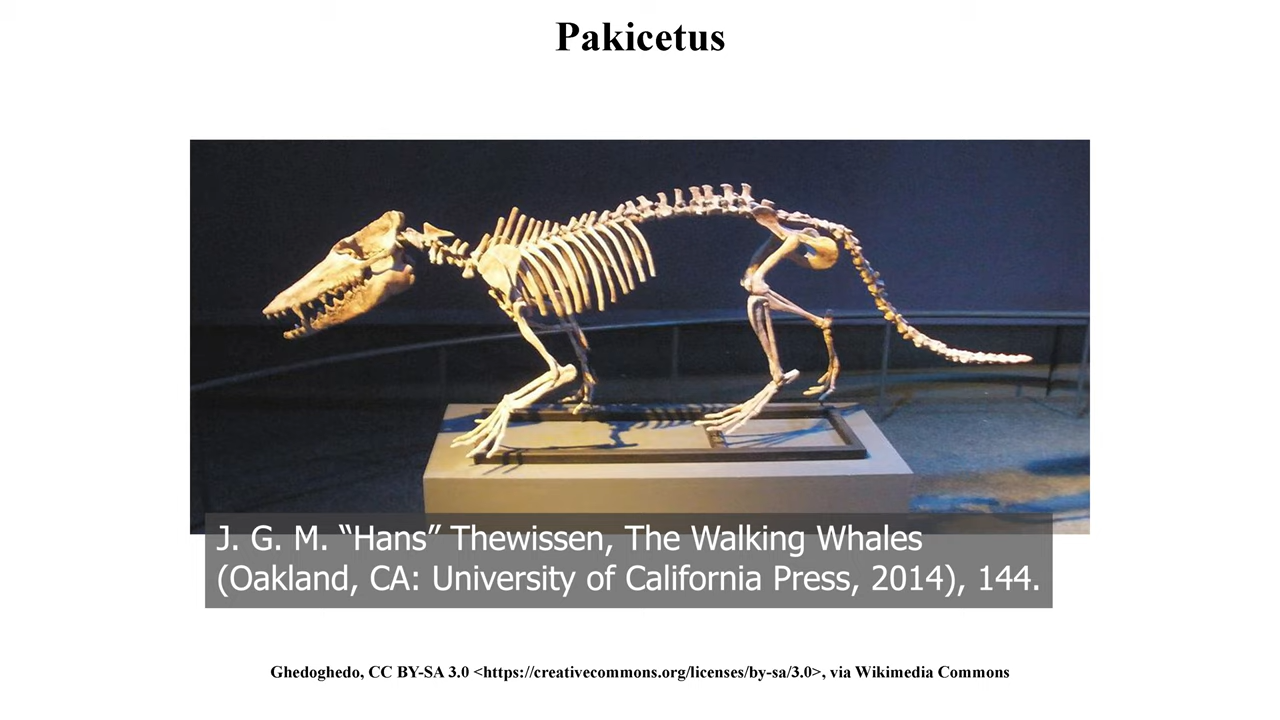 Pakicetus
J. G. M. “Hans” Thewissen, The Walking Whales
(Oakland, CA: University of California Press, 2014), 144.
Ghedoghedo, CC BY-SA 3.0 <https://creativecommons.org/licenses/by-sa/3.0>, via Wikimedia Commons